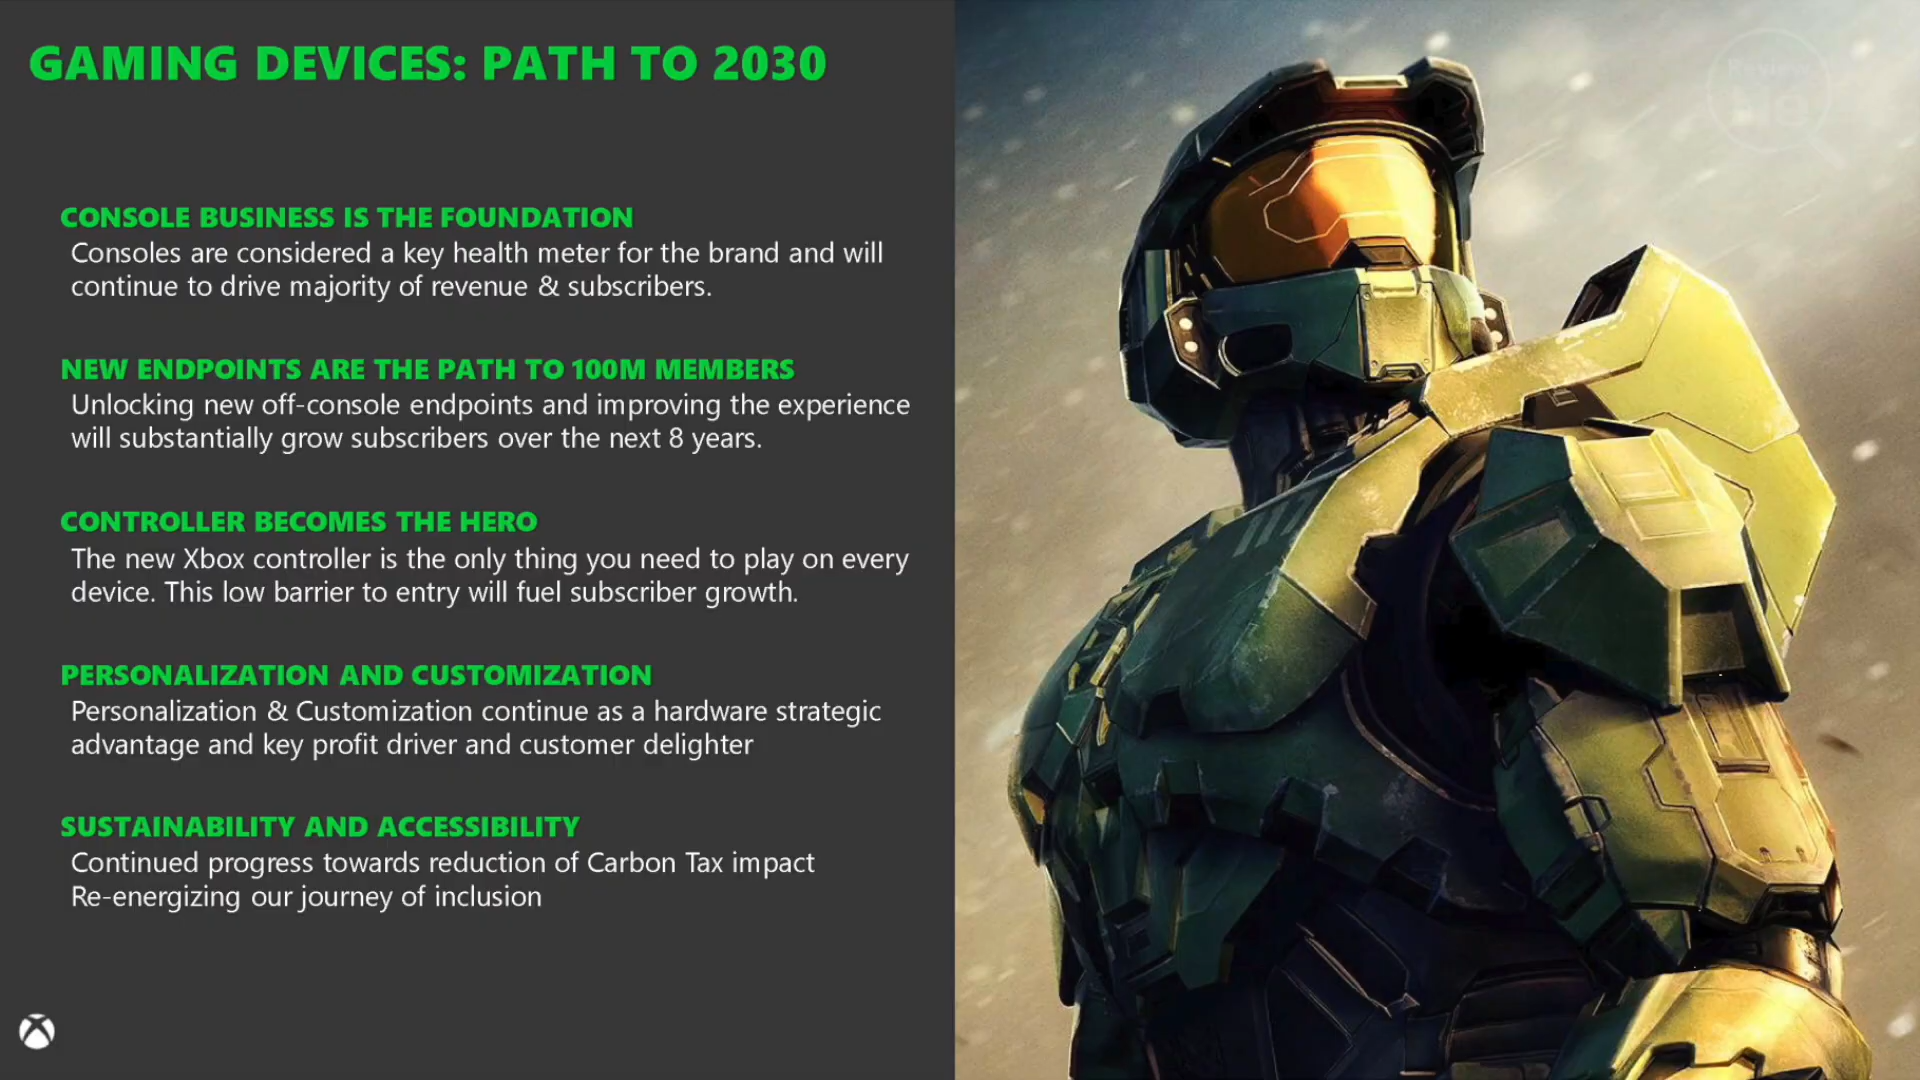 GAMING DEVICES: PATH TO 2030
CONSOLE BUSINESS IS THE FOUNDATION
Consoles are considered a key health meter for the brand and will
continue to drive majority of revenue & subscribers.
NEW ENDPOINTS ARE THE PATH TO 100M MEMBERS
Unlocking new off-console endpoints and improving the experience
will substantially grow subscribers over the next 8 years.
CONTROLLER BECOMES THE HERO
The new Xbox controller is the only thing you need to play on every
device. This low barrier to entry will fuel subscriber growth.
PERSONALIZATION AND CUSTOMIZATION
Personalization & Customization continue as a hardware strategic
advantage and key profit driver and customer delighter
SUSTAINABILITY AND ACCESSIBILITY
Continued progress towards reduction of Carbon Tax impact
Re-energizing our journey of inclusion